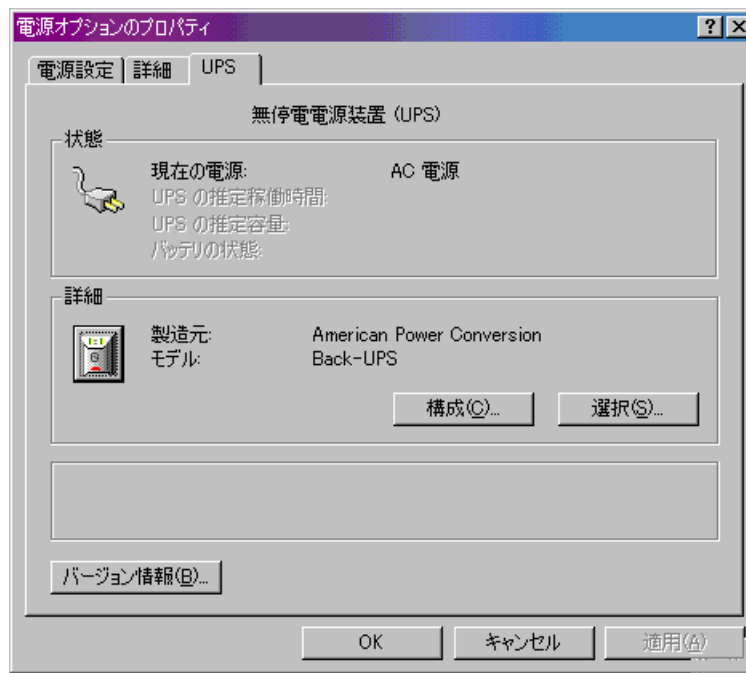 電源オプションのプロパティ
電源設定 詳細 UPS
無停電電源装置 (UPS)
状態
現在の電源: AC 電源
UPS の推定稼働時間:
UPS の推定容量:
バッテリの状態:
詳細
製造元: American Power Conversion
モデル: Back-UPS
構成(C)... 選択(S)...
バージョン情報(B)...
OK キャンセル 適用(A)